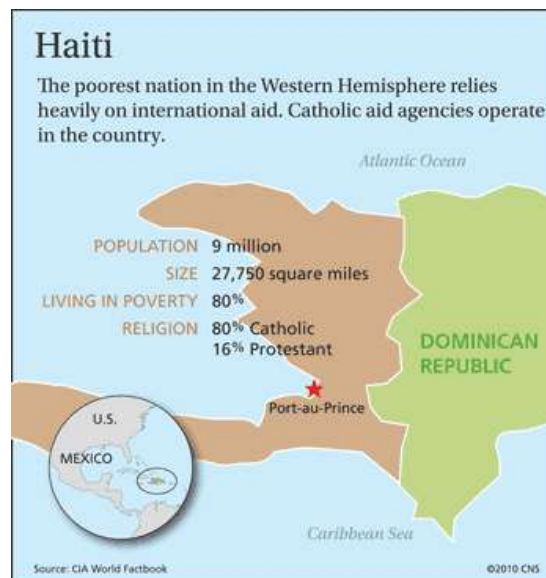 Haiti
The poorest nation in the Western Hemisphere relies
heavily on international aid. Catholic aid agencies operate
in the country.
Atlantic Ocean
POPULATION 9 million
SIZE 27,750 square miles
LIVING IN POVERTY 80%
RELIGION 80% Catholic
16% Protestant
DOMINICAN
REPUBLIC
Port-au-Prince
U.S.
MEXICO
Caribbean Sea
Source: CIA World Factbook
©2010 CNS